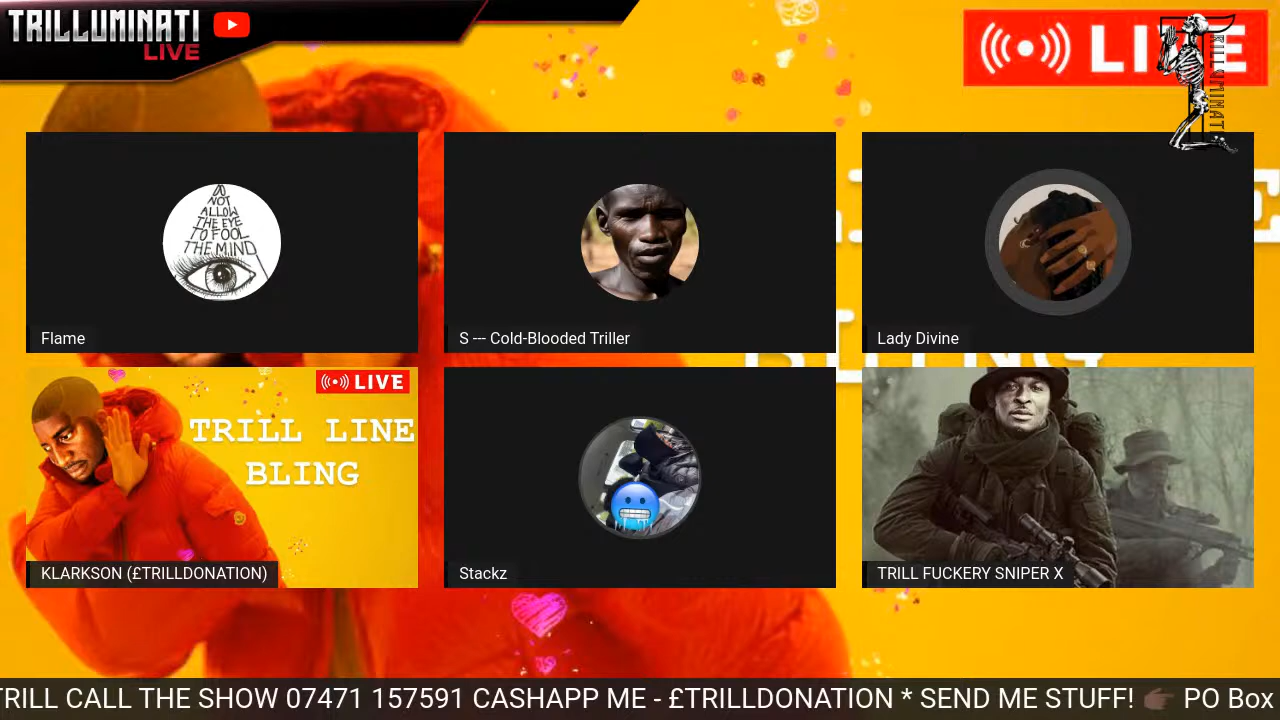 TRILLUMINATI
LIVE
LIVE
TRILLUMINATI
DO
NOT
ALLOW
THE EYE
TO FOOL
THE MIND
Flame
S --- Cold-Blooded Triller
Lady Divine
LIVE
TRILL LINE
BLING
KLARKSON (£TRILLDONATION)
Stackz
TRILL FUCKERY SNIPER X
TRILL CALL THE SHOW 07471 157591 CASHAPP ME - £TRILLDONATION * SEND ME STUFF! 👉🏿 PO Box